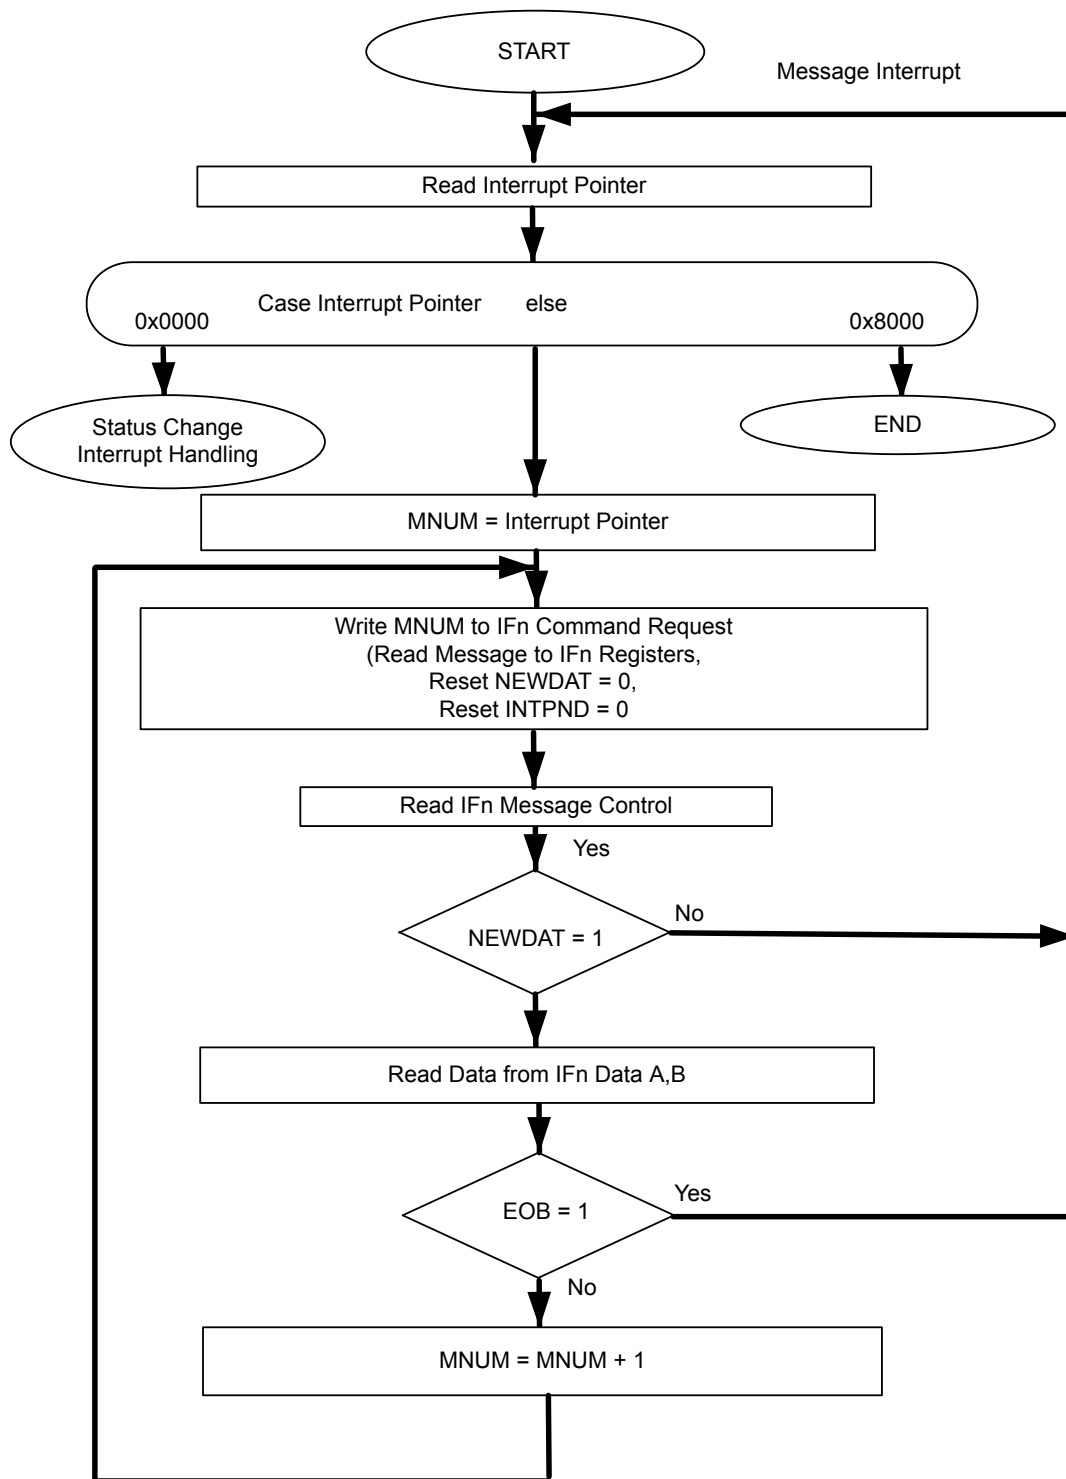 START
Message Interrupt
Read Interrupt Pointer
Case Interrupt Pointer else
0x0000
0x8000
Status Change
Interrupt Handling
END
MNUM = Interrupt Pointer
Write MNUM to IFn Command Request
(Read Message to IFn Registers,
Reset NEWDAT = 0,
Reset INTPND = 0
Read IFn Message Control
Yes
NEWDAT = 1
No
Read Data from IFn Data A,B
EOB = 1
Yes
No
MNUM = MNUM + 1